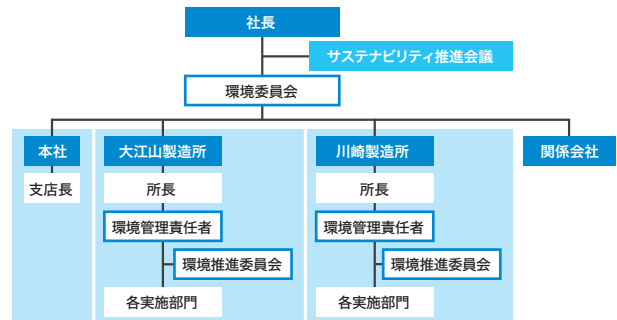 社長
サステナビリティ推進会議
環境委員会
本社
支店長
大江山製造所
所長
環境管理責任者
環境推進委員会
各実施部門
川崎製造所
所長
環境管理責任者
環境推進委員会
各実施部門
関係会社